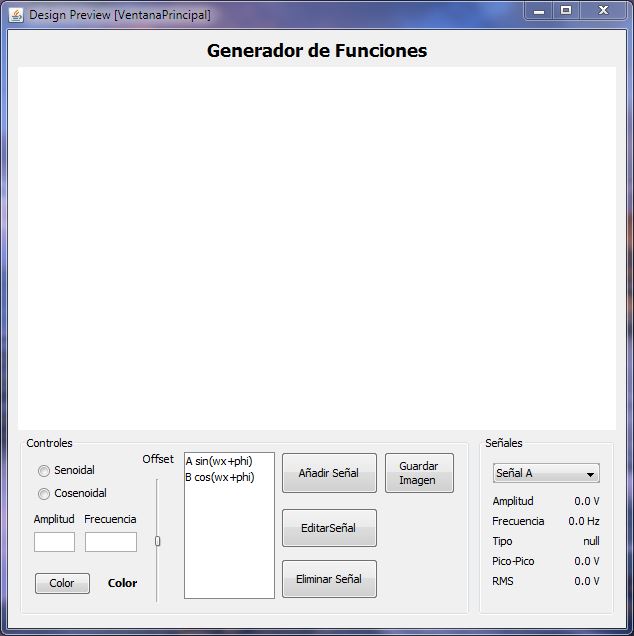 Design Preview [VentanaPrincipal]
Generador de Funciones
Controles
Senoidal
Cosenoidal
Amplitud Frecuencia
Color Color
Offset
A sin(wx+phi)
B cos(wx+phi)
Añadir Señal
EditarSeñal
Eliminar Señal
Guardar
Imagen
Señales
Señal A
Amplitud 0.0 V
Frecuencia 0.0 Hz
Tipo null
Pico-Pico 0.0 V
RMS 0.0 V